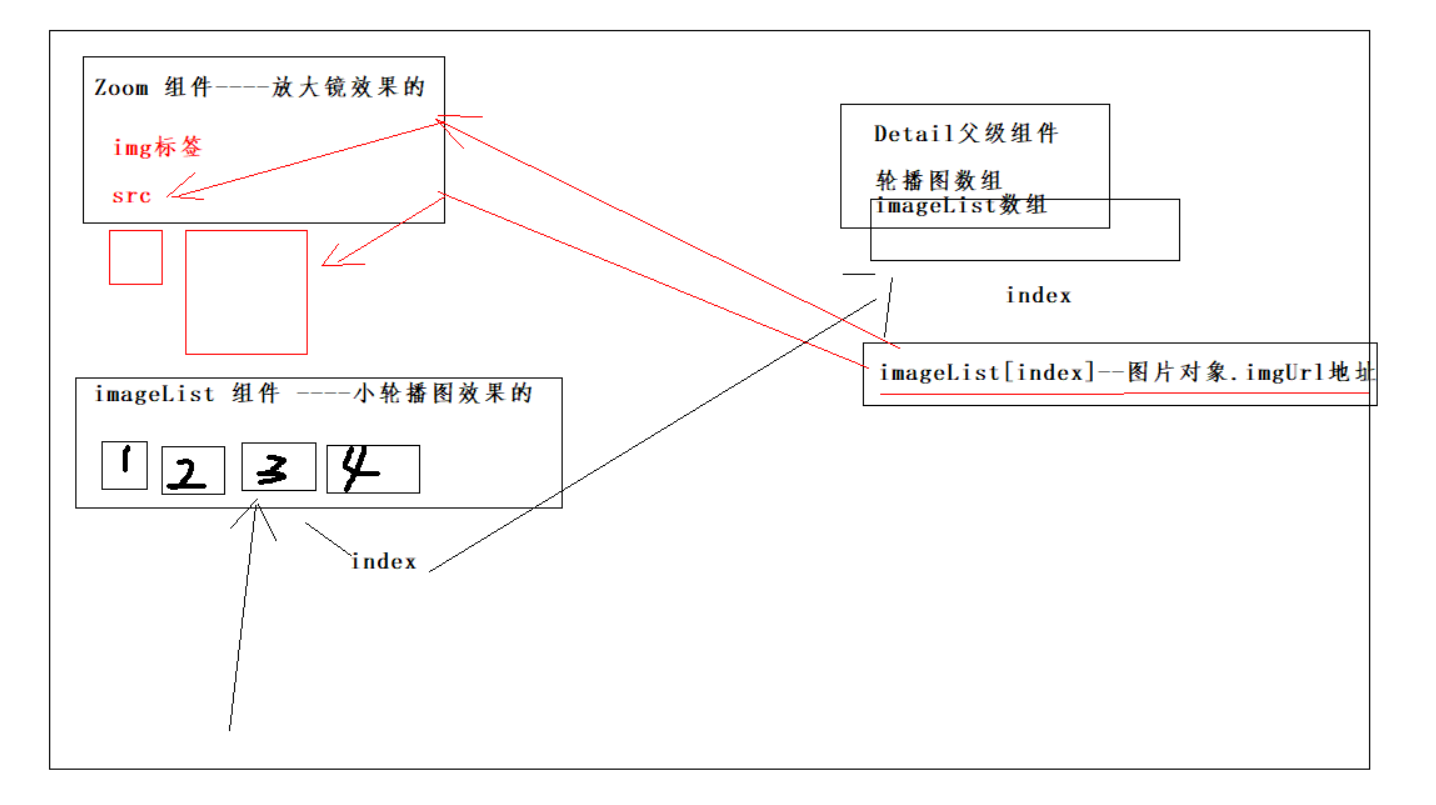 Zoom 组件----放大镜效果的
img标签
src
Detail父级组件
轮播图数组
imageList数组
index
imageList[index]--图片对象.imgUrl地址
imageList 组件 ----小轮播图效果的
1 2 3 4
index